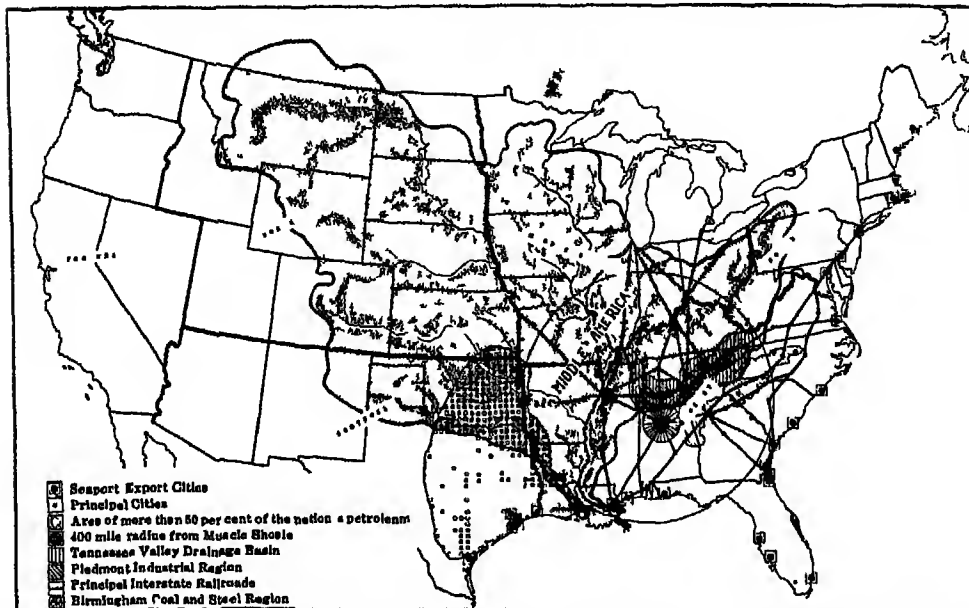 MIDDLE AMERICA
Seaport Export Cities
Principal Cities
Area of more than 50 per cent of the nation s petroleum
400 mile radius from Muscle Shoals
Tennessee Valley Drainage Basin
Piedmont Industrial Region
Principal Interstate Railroads
Birmingham Coal and Steel Region